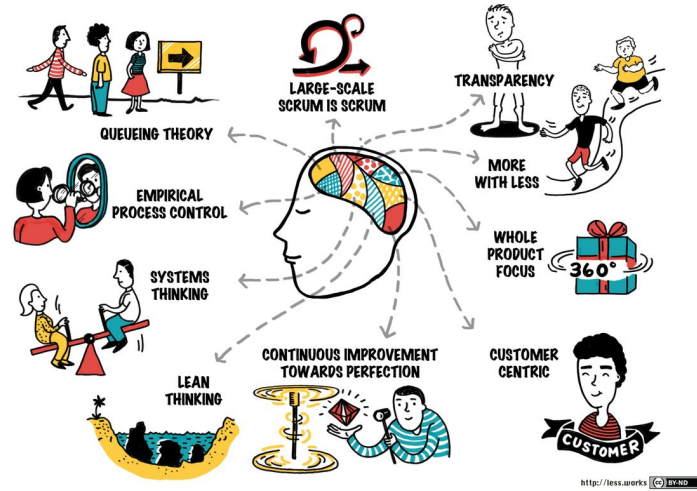 LARGE-SCALE
SCRUM IS SCRUM
TRANSPARENCY
QUEUEING THEORY
MORE
WITH LESS
EMPIRICAL
PROCESS CONTROL
WHOLE
PRODUCT
FOCUS
360°
SYSTEMS
THINKING
CONTINUOUS IMPROVEMENT
TOWARDS PERFECTION
CUSTOMER
CENTRIC
LEAN
THINKING
CUSTOMER
http://less.works cc BY-ND